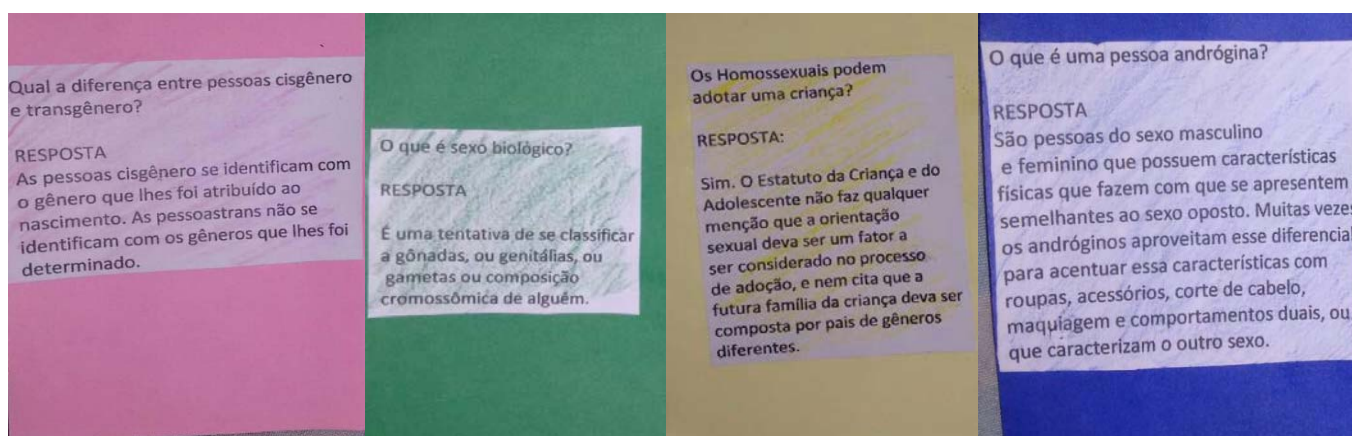 Qual a diferença entre pessoas cisgênero
e transgênero?
RESPOSTA
As pessoas cisgênero se identificam com
o gênero que lhes foi atribuído ao
nascimento. As pessoastrans não se
identificam com os gêneros que lhes foi
determinado.
O que é sexo biológico?
RESPOSTA
É uma tentativa de se classificar
a gônadas, ou genitálias, ou
gametas ou composição
cromossômica de alguém.
Os Homossexuais podem
adotar uma criança?
RESPOSTA:
Sim. O Estatuto da Criança e do
Adolescente não faz qualquer
menção que a orientação
sexual deva ser um fator a
ser considerado no processo
de adoção, e nem cita que a
futura família da criança deva ser
composta por pais de gêneros
diferentes.
O que é uma pessoa andrógina?
RESPOSTA
São pessoas do sexo masculino
e feminino que possuem características
físicas que fazem com que se apresentem
semelhantes ao sexo oposto. Muitas vezes
os andróginos aproveitam esse diferencial
para acentuar essa características com
roupas, acessórios, corte de cabelo,
maquiagem e comportamentos duais, ou
que caracterizam o outro sexo.